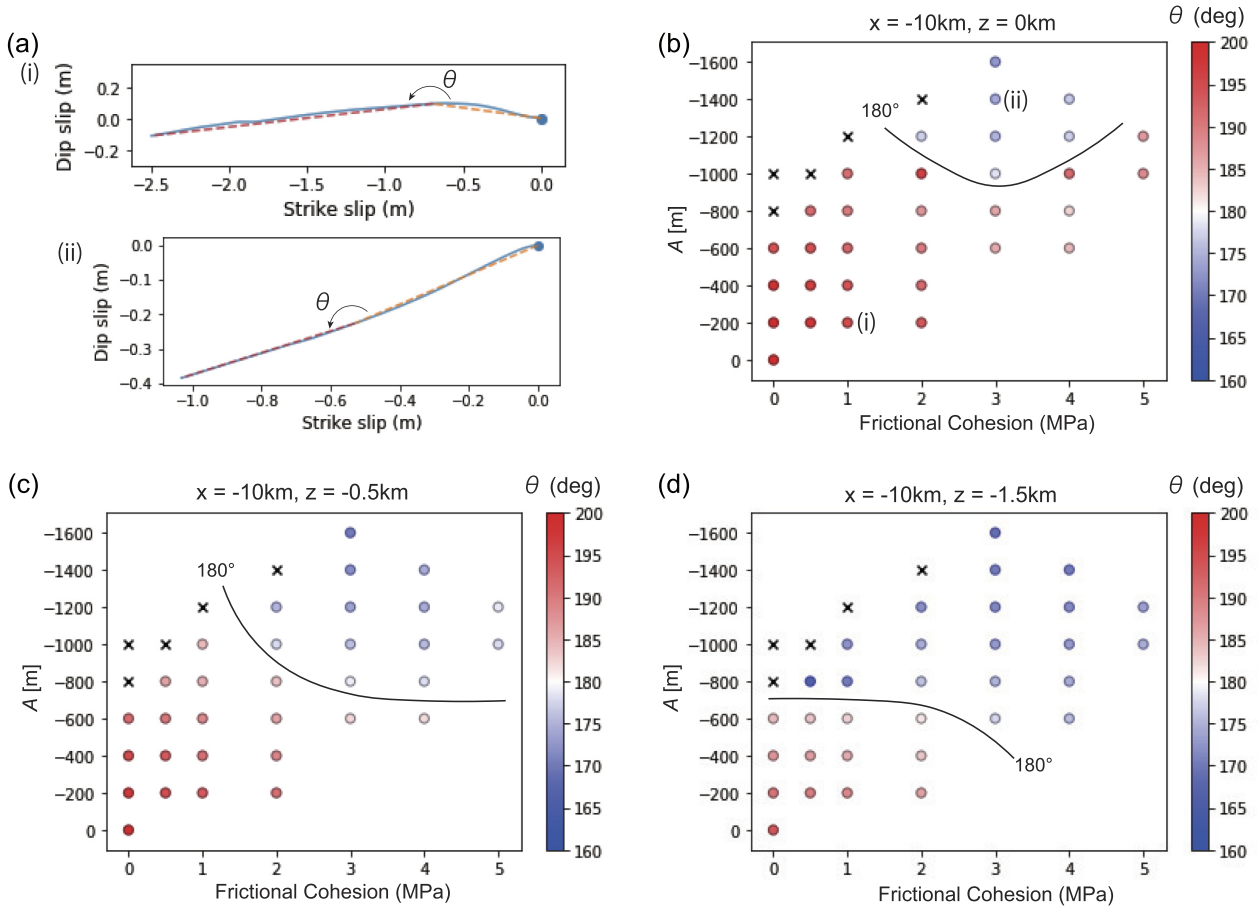 (a)
(i)
Dip slip (m)
0.2
0.0
−0.2
θ
−2.5 −2.0 −1.5 −1.0 −0.5 0.0
Strike slip (m)
(ii)
Dip slip (m)
0.0
−0.1
−0.2
−0.3
−0.4
θ
−1.0 −0.8 −0.6 −0.4 −0.2 0.0
Strike slip (m)
(b)
x = -10km, z = 0km
θ (deg)
A [m]
−1600
−1400
−1200
−1000
−800
−600
−400
−200
0
180°
(ii)
(i)
0 1 2 3 4 5
Frictional Cohesion (MPa)
200
195
190
185
180
175
170
165
160
(c)
x = -10km, z = -0.5km
θ (deg)
A [m]
−1600
−1400
−1200
−1000
−800
−600
−400
−200
0
180°
0 1 2 3 4 5
Frictional Cohesion (MPa)
200
195
190
185
180
175
170
165
160
(d)
x = -10km, z = -1.5km
θ (deg)
A [m]
−1600
−1400
−1200
−1000
−800
−600
−400
−200
0
180°
0 1 2 3 4 5
Frictional Cohesion (MPa)
200
195
190
185
180
175
170
165
160